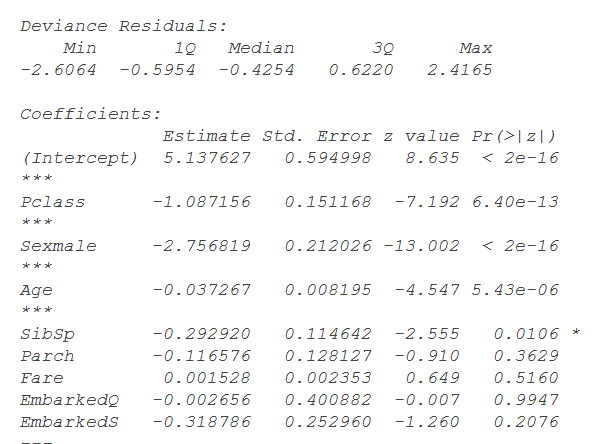 Deviance Residuals:
    Min       1Q   Median       3Q      Max
-2.6064  -0.5954  -0.4254   0.6220   2.4165
Coefficients:
             Estimate Std. Error z value Pr(>|z|)
(Intercept)  5.137627   0.594998   8.635  < 2e-16
***
Pclass      -1.087156   0.151168  -7.192 6.40e-13
***
Sexmale     -2.756819   0.212026 -13.002  < 2e-16
***
Age         -0.037267   0.008195  -4.547 5.43e-06
***
SibSp       -0.292920   0.114642  -2.555   0.0106 *
Parch       -0.116576   0.128127  -0.910   0.3629
Fare         0.001528   0.002353   0.649   0.5160
EmbarkedQ   -0.002656   0.400882  -0.007   0.9947
EmbarkedS   -0.318786   0.252960  -1.260   0.2076
---